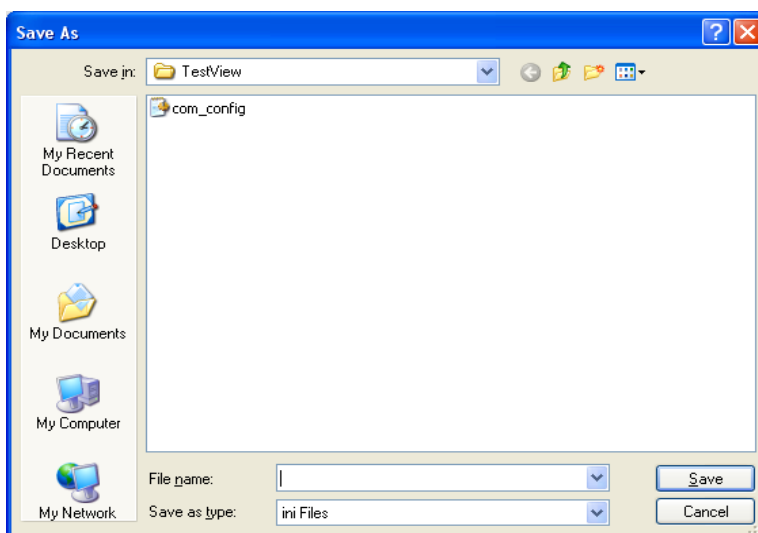 Save As
Save in: TestView
com_config
My Recent
Documents
Desktop
My Documents
My Computer
My Network
File name:
Save
Save as type: ini Files
Cancel